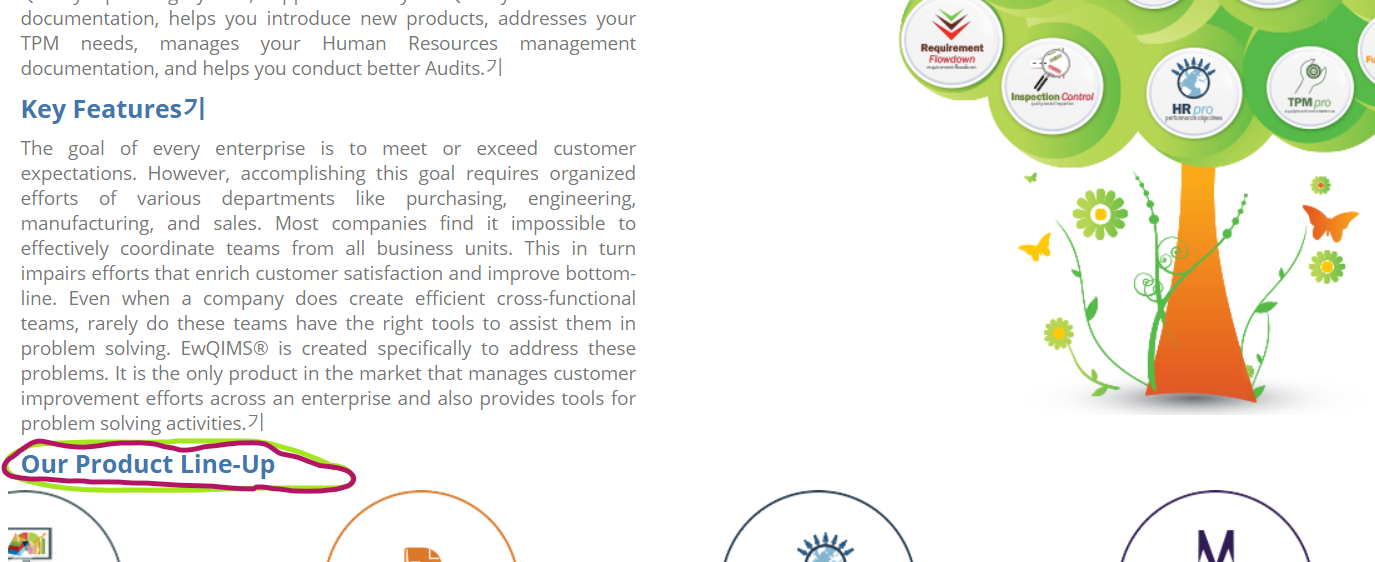 documentation, helps you introduce new products, addresses your
TPM needs, manages your Human Resources management
documentation, and helps you conduct better Audits.기
Key Features기
The goal of every enterprise is to meet or exceed customer
expectations. However, accomplishing this goal requires organized
efforts of various departments like purchasing, engineering,
manufacturing, and sales. Most companies find it impossible to
effectively coordinate teams from all business units. This in turn
impairs efforts that enrich customer satisfaction and improve bottom-
line. Even when a company does create efficient cross-functional
teams, rarely do these teams have the right tools to assist them in
problem solving. EwQIMS® is created specifically to address these
problems. It is the only product in the market that manages customer
improvement efforts across an enterprise and also provides tools for
problem solving activities.기
Our Product Line-Up
Requirement
Flowdown
requirement flowdown
Inspection Control
HR pro
performance objectives
TPM pro
M